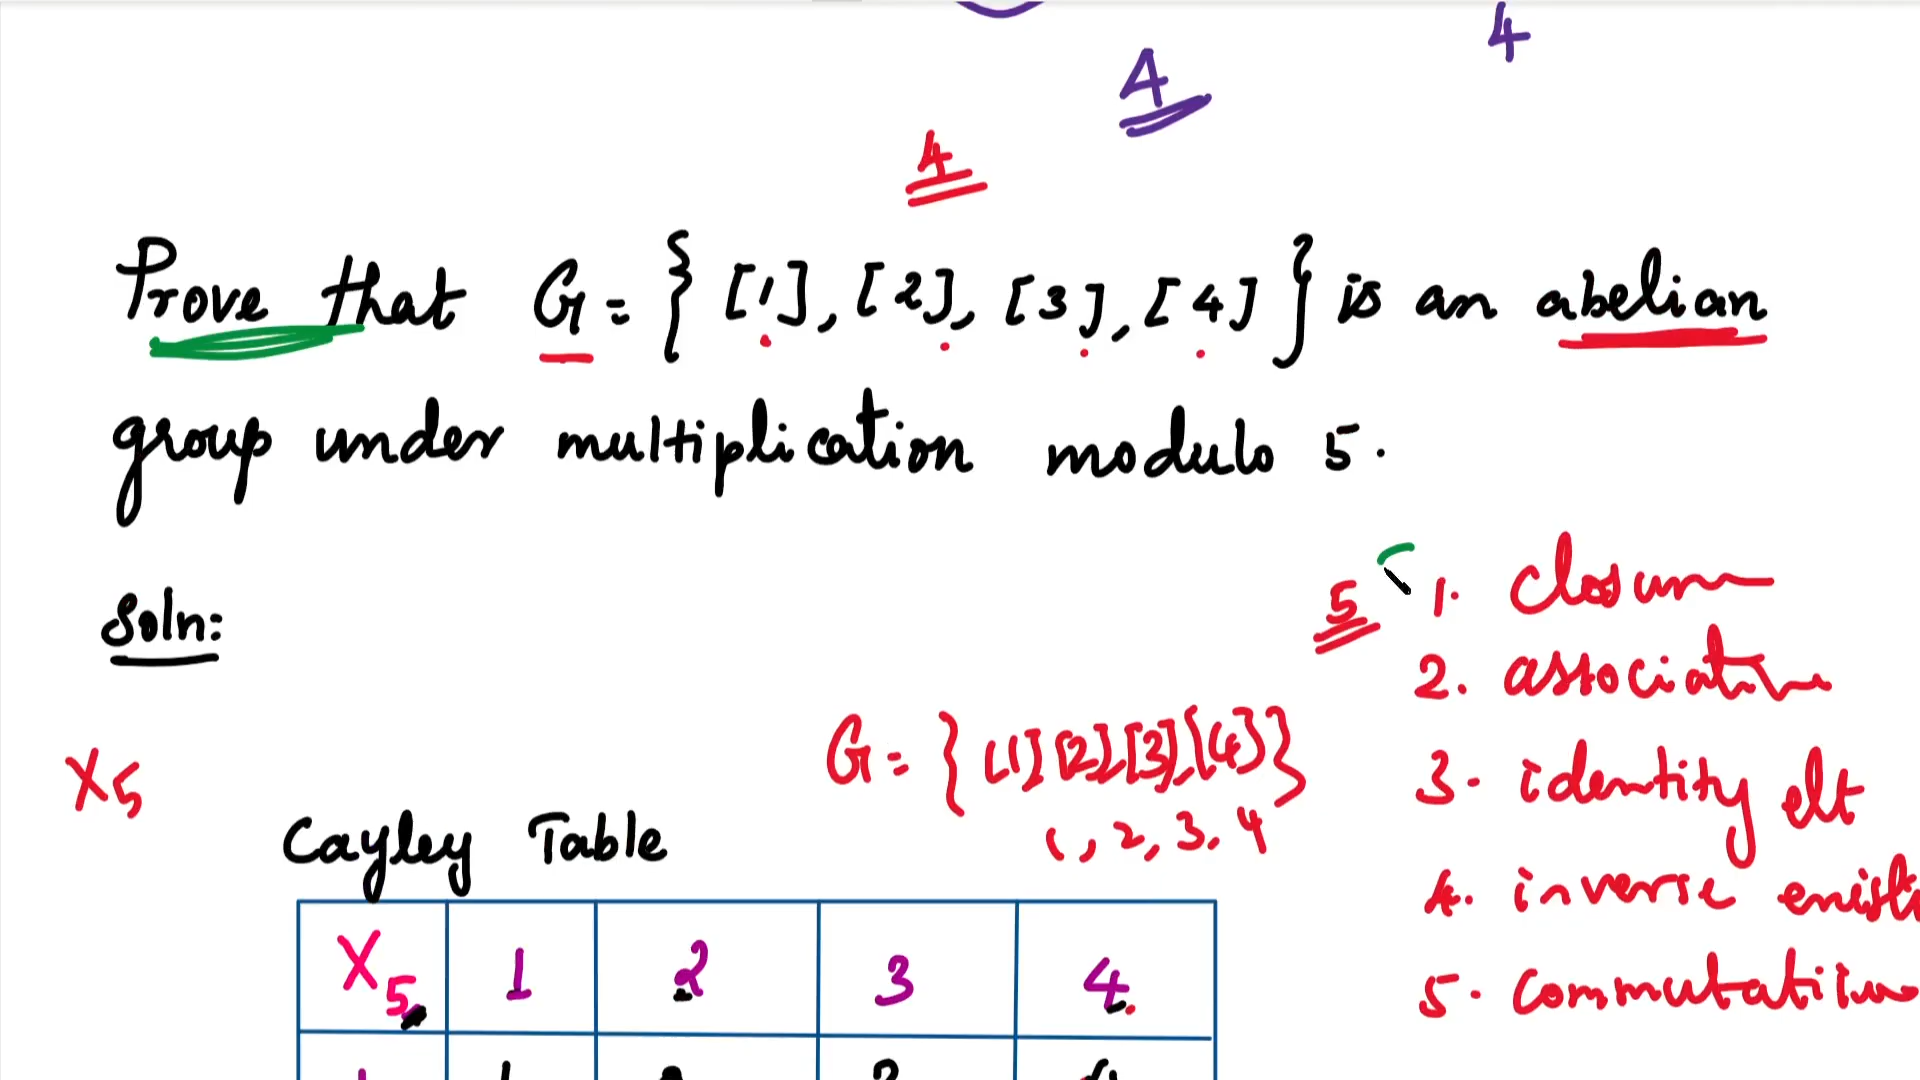 4
4
4
Prove that G = { [1], [2], [3], [4] } is an abelian
group under multiplication modulo 5.
Soln:
5
1. closure
2. associative
3. identity elt
4. inverse exists
5. commutative
G = { [1] [2], [3], [4] }
1, 2, 3, 4
X5
Cayley Table
X5 1 2 3 4